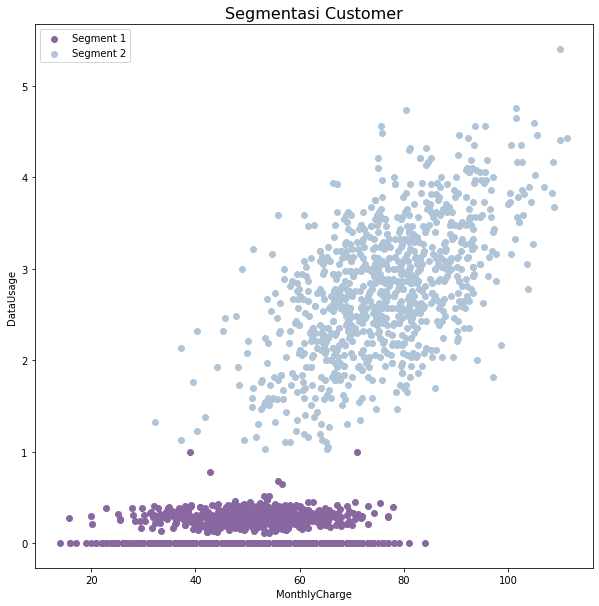 Segmentasi Customer
Segment 1
Segment 2
5
4
3
2
1
0
DataUsage
20 40 60 80 100
MonthlyCharge